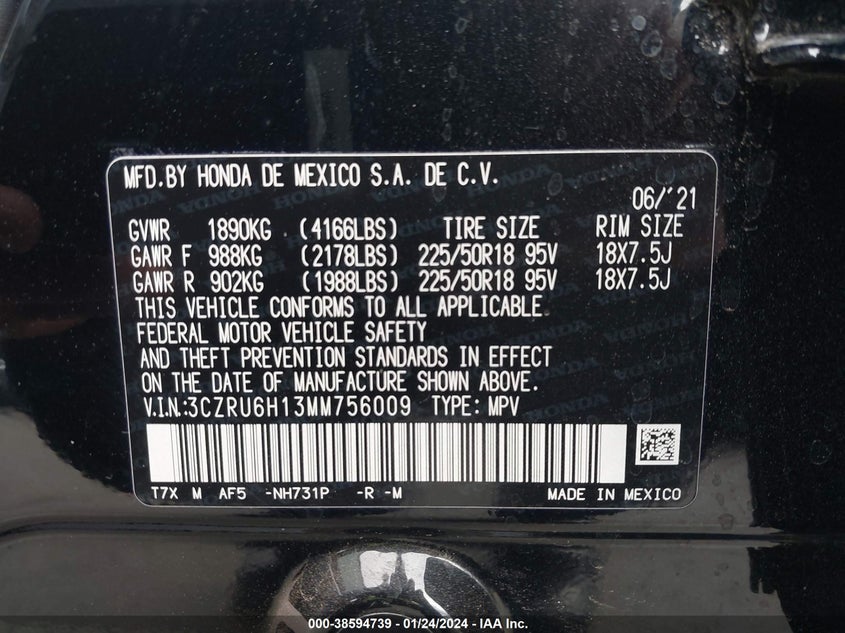 MFD.BY HONDA DE MEXICO S.A. DE C.V.
06/'21
GVWR 1890KG (4166LBS) TIRE SIZE RIM SIZE
GAWR F 988KG (2178LBS) 225/50R18 95V 18X7.5J
GAWR R 902KG (1988LBS) 225/50R18 95V 18X7.5J
THIS VEHICLE CONFORMS TO ALL APPLICABLE
FEDERAL MOTOR VEHICLE SAFETY
AND THEFT PREVENTION STANDARDS IN EFFECT
ON THE DATE OF MANUFACTURE SHOWN ABOVE.
V.I.N.:3CZRU6H13MM756009 TYPE: MPV
T7X M AF5 -NH731P -R -M MADE IN MEXICO
000-38594739 - 01/24/2024 - IAA Inc.